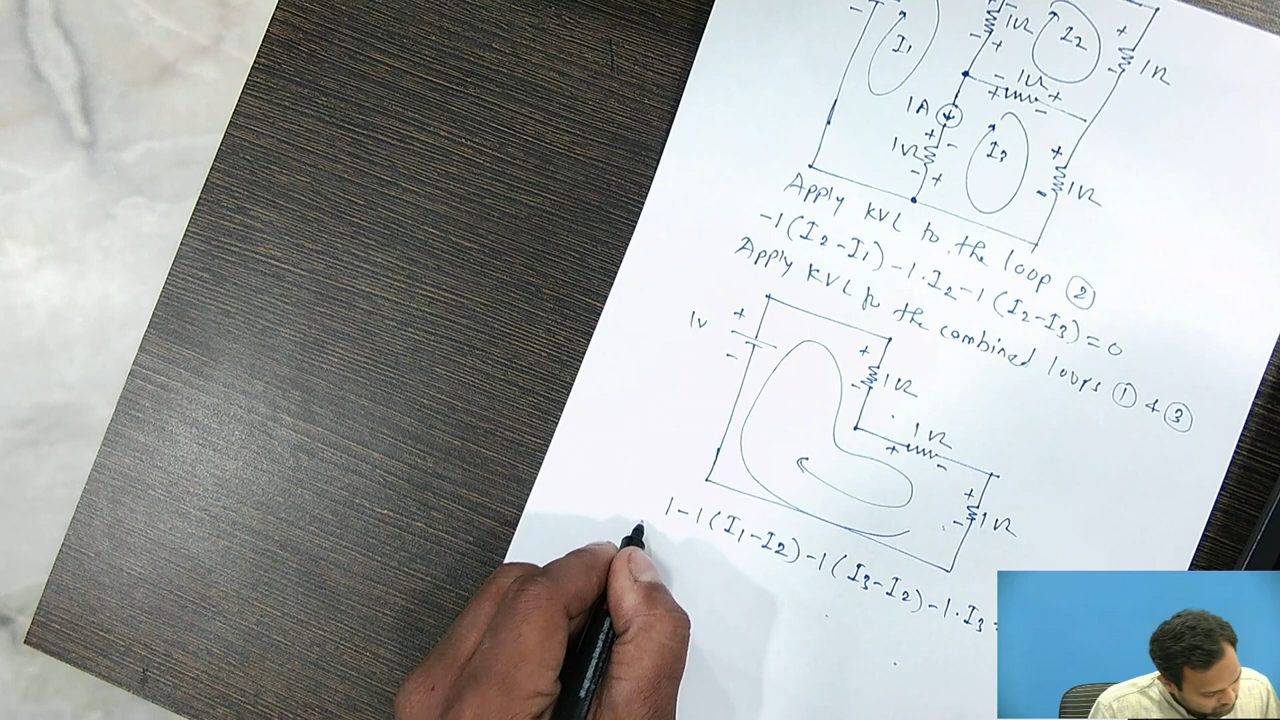 I1
1Ω
I2
1Ω
1Ω
1A
1Ω
I3
1Ω
Apply KVL to the loop ②
-1(I2-I1)-1.I2-1(I2-I3)=0
Apply KVL to the combined loops ① & ③
1v
1Ω
1Ω
1Ω
1-1(I1-I2)-1(I3-I2)-1.I3=